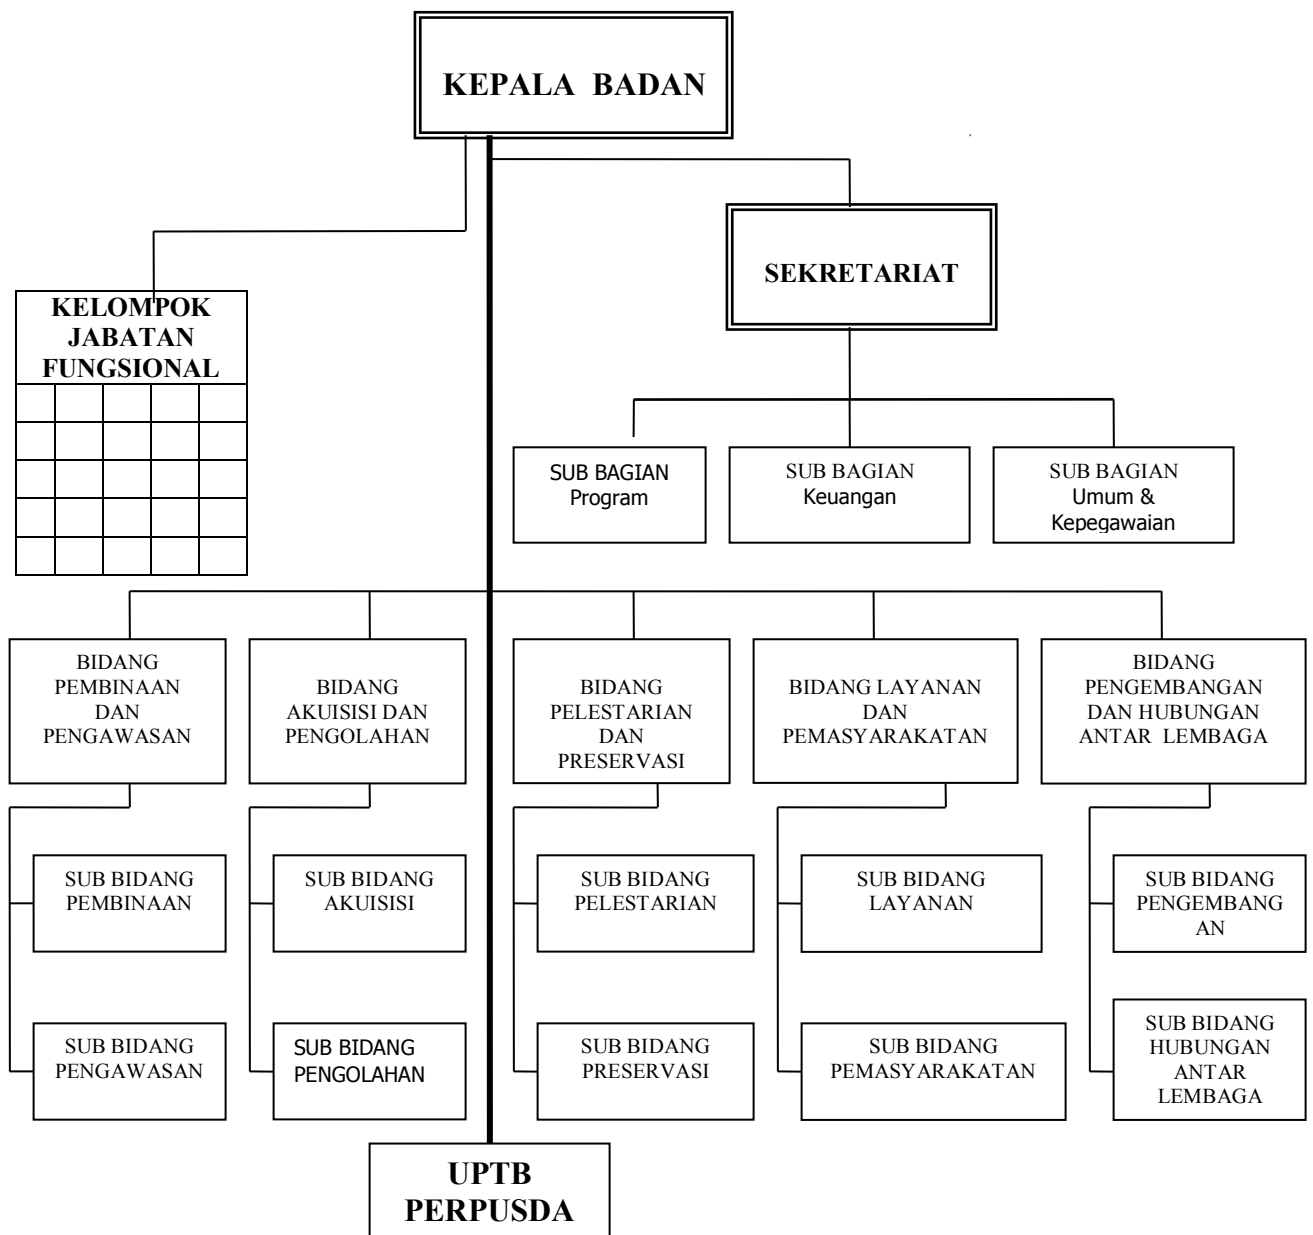 KEPALA BADAN
SEKRETARIAT
KELOMPOK
JABATAN
FUNGSIONAL
SUB BAGIAN
Program
SUB BAGIAN
Keuangan
SUB BAGIAN
Umum &
Kepegawaian
BIDANG
PEMBINAAN
DAN
PENGAWASAN
BIDANG
AKUISISI DAN
PENGOLAHAN
BIDANG
PELESTARIAN
DAN
PRESERVASI
BIDANG LAYANAN
DAN
PEMASYARAKATAN
BIDANG
PENGEMBANGAN
DAN HUBUNGAN
ANTAR LEMBAGA
SUB BIDANG
PEMBINAAN
SUB BIDANG
AKUISISI
SUB BIDANG
PELESTARIAN
SUB BIDANG
LAYANAN
SUB BIDANG
PENGEMBANG
AN
SUB BIDANG
PENGAWASAN
SUB BIDANG
PENGOLAHAN
SUB BIDANG
PRESERVASI
SUB BIDANG
PEMASYARAKATAN
SUB BIDANG
HUBUNGAN
ANTAR
LEMBAGA
UPTB
PERPUSDA